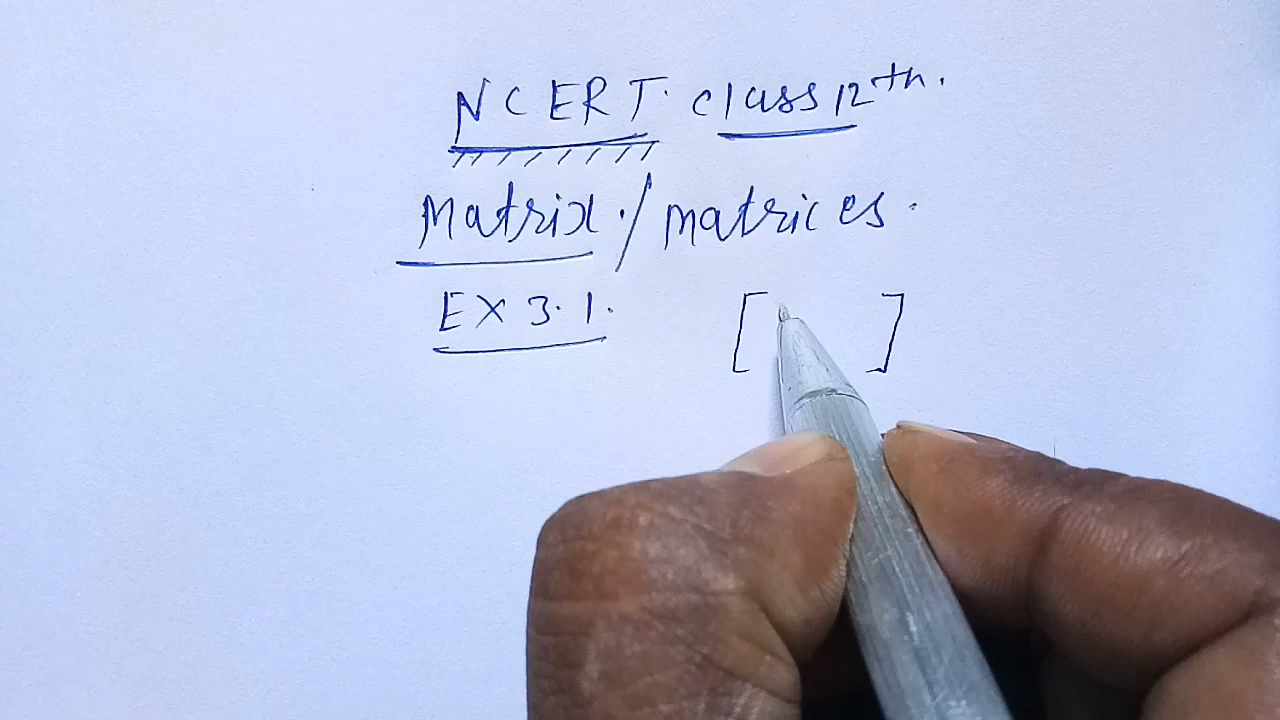 NCERT. class 12th.
Matrix. / matrices.
EX 3.1. [ ]